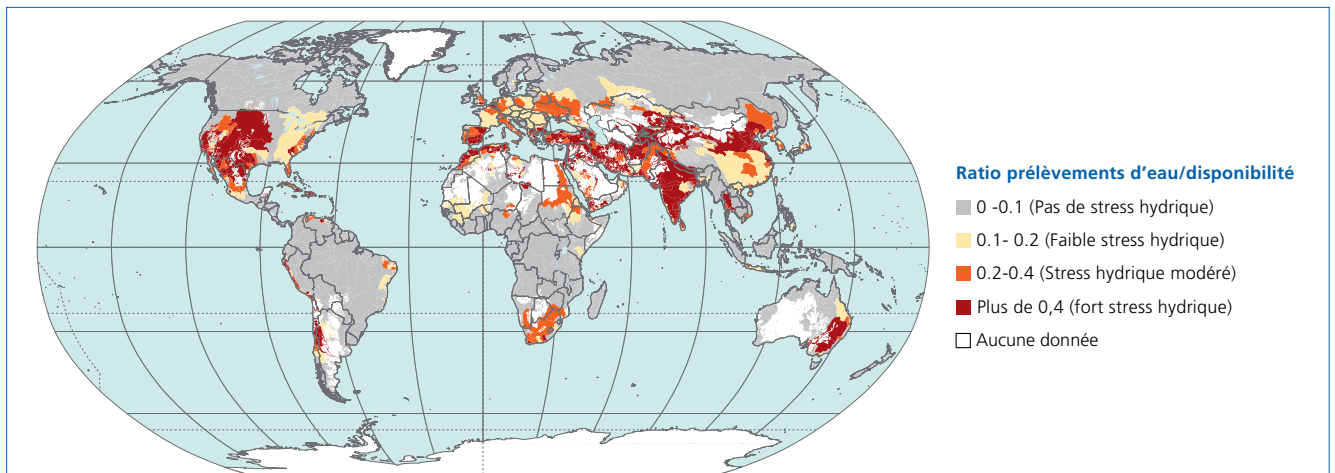 Ratio prélèvements d'eau/disponibilité
0 -0.1 (Pas de stress hydrique)
0.1- 0.2 (Faible stress hydrique)
0.2-0.4 (Stress hydrique modéré)
Plus de 0,4 (fort stress hydrique)
Aucune donnée